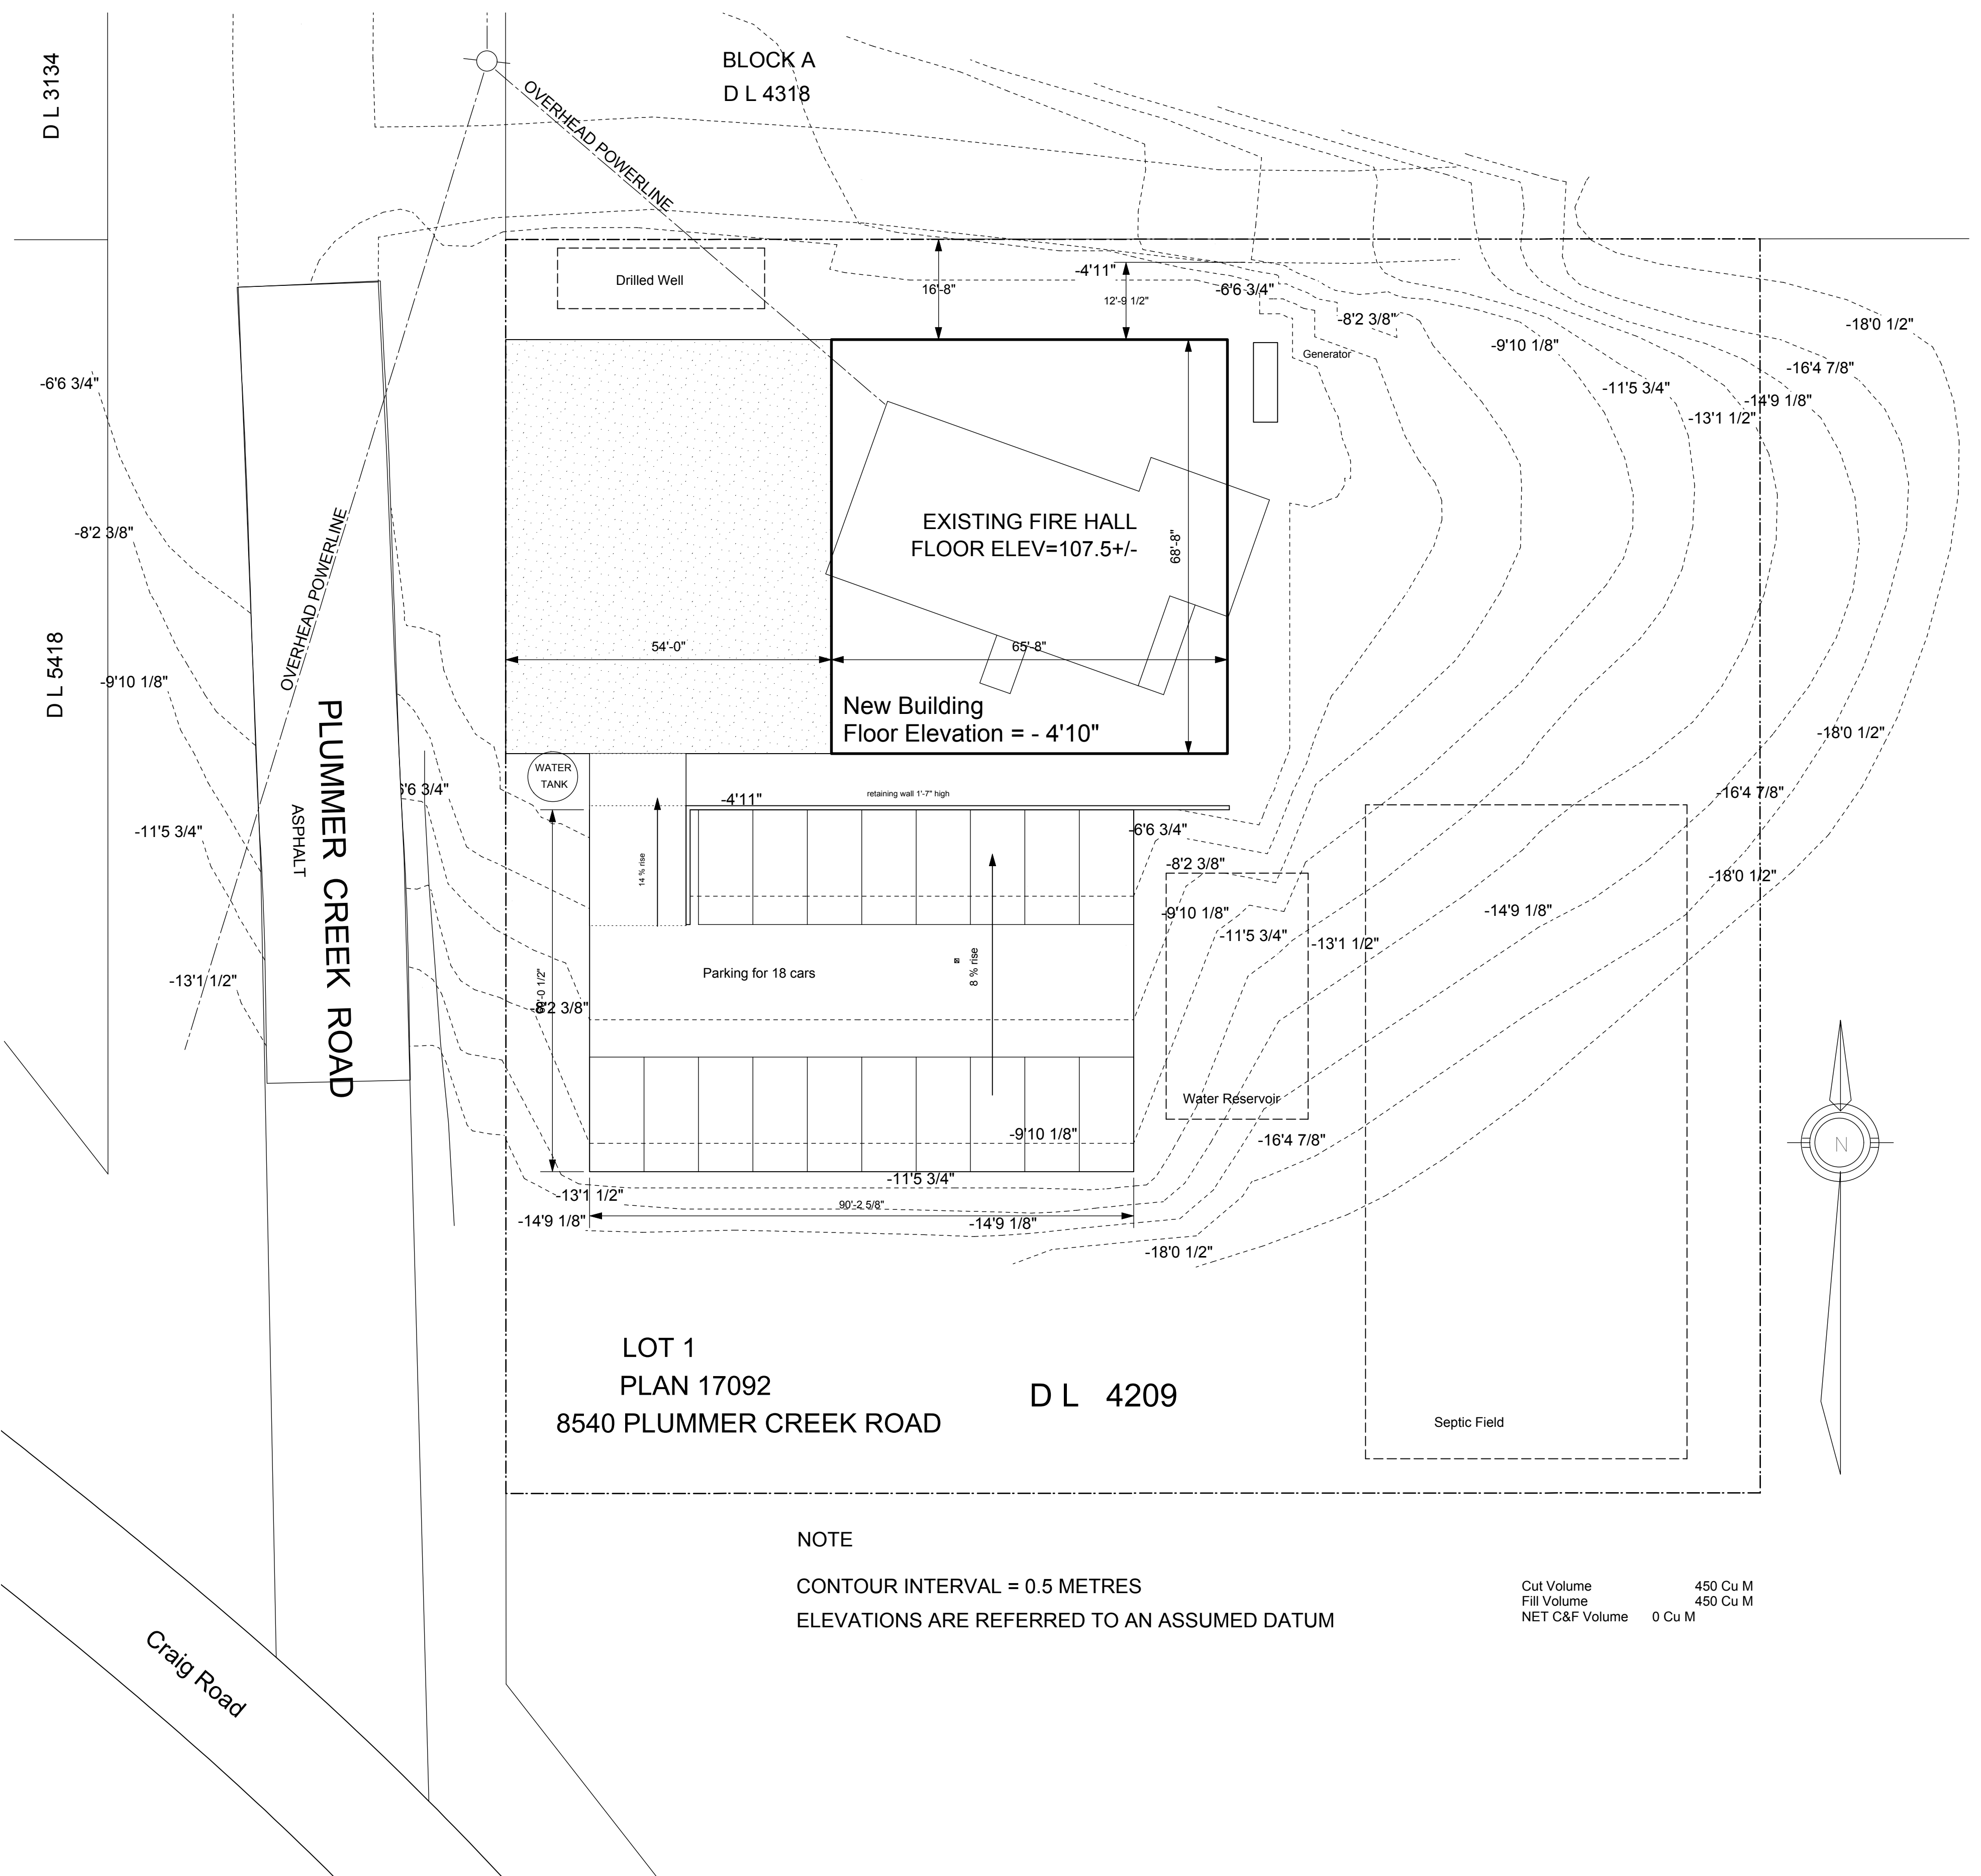 D L 3134
BLOCK A
D L 4318
OVERHEAD POWERLINE
Drilled Well
-4'11"
16'-8"
12'-9 1/2"
-6'6 3/4"
-8'2 3/8"
-18'0 1/2"
-9'10 1/8"
Generator
-16'4 7/8"
-6'6 3/4"
-11'5 3/4"
-14'9 1/8"
-13'1 1/2"
EXISTING FIRE HALL
FLOOR ELEV=107.5+/-
68'-8"
-8'2 3/8"
OVERHEAD POWERLINE
D L 5418
54'-0"
65'-8"
-9'10 1/8"
New Building
Floor Elevation = - 4'10"
-18'0 1/2"
PLUMMER CREEK ROAD
ASPHALT
WATER
TANK
6'6 3/4"
-4'11"
retaining wall 1'-7" high
-16'4 7/8"
-11'5 3/4"
-6'6 3/4"
14 % rise
-8'2 3/8"
-18'0 1/2"
-9'10 1/8"
-14'9 1/8"
-11'5 3/4"
-13'1 1/2"
Parking for 18 cars
8 % rise
-13'1 1/2"
-8'2 3/8"
Water Reservoir
-9'10 1/8"
-16'4 7/8"
N
-11'5 3/4"
-13'1 1/2"
90'-2 5/8"
-14'9 1/8"
-14'9 1/8"
-18'0 1/2"
LOT 1
PLAN 17092
8540 PLUMMER CREEK ROAD
D L 4209
Septic Field
NOTE
CONTOUR INTERVAL = 0.5 METRES
ELEVATIONS ARE REFERRED TO AN ASSUMED DATUM
Cut Volume 450 Cu M
Fill Volume 450 Cu M
NET C&F Volume 0 Cu M
Craig Road